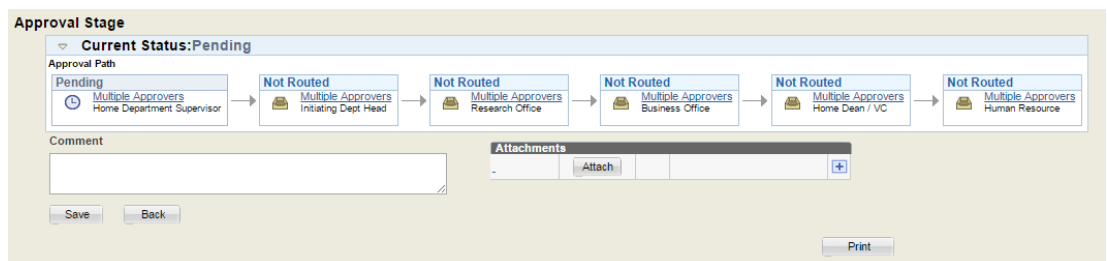 Approval Stage
Current Status:Pending
Approval Path
Pending
Multiple Approvers
Home Department Supervisor
Not Routed
Multiple Approvers
Initiating Dept Head
Not Routed
Multiple Approvers
Research Office
Not Routed
Multiple Approvers
Business Office
Not Routed
Multiple Approvers
Home Dean / VC
Not Routed
Multiple Approvers
Human Resource
Comment
Attachments
- Attach +
Save Back
Print